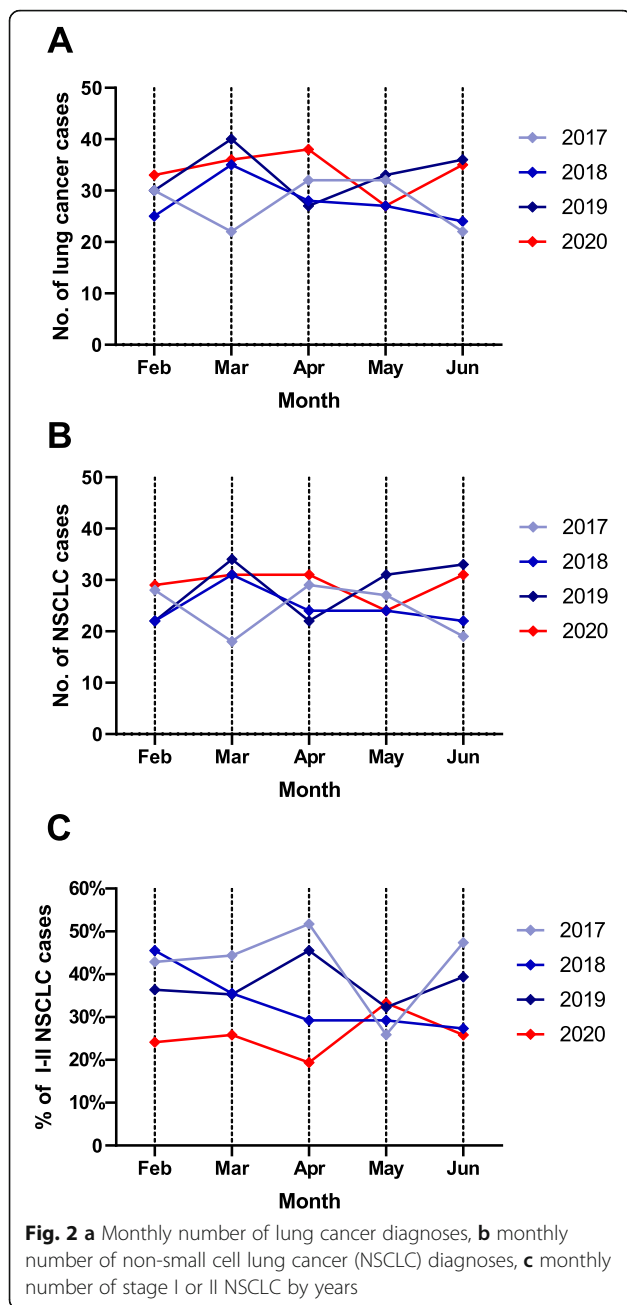 A
50
40
30
20
10
0
No. of lung cancer cases
Feb Mar Apr May Jun
Month
2017
2018
2019
2020
B
50
40
30
20
10
0
No. of NSCLC cases
Feb Mar Apr May Jun
Month
2017
2018
2019
2020
C
60%
50%
40%
30%
20%
10%
0
% of I-II NSCLC cases
Feb Mar Apr May Jun
Month
2017
2018
2019
2020
Fig. 2 a Monthly number of lung cancer diagnoses, b monthly
number of non-small cell lung cancer (NSCLC) diagnoses, c monthly
number of stage I or II NSCLC by years